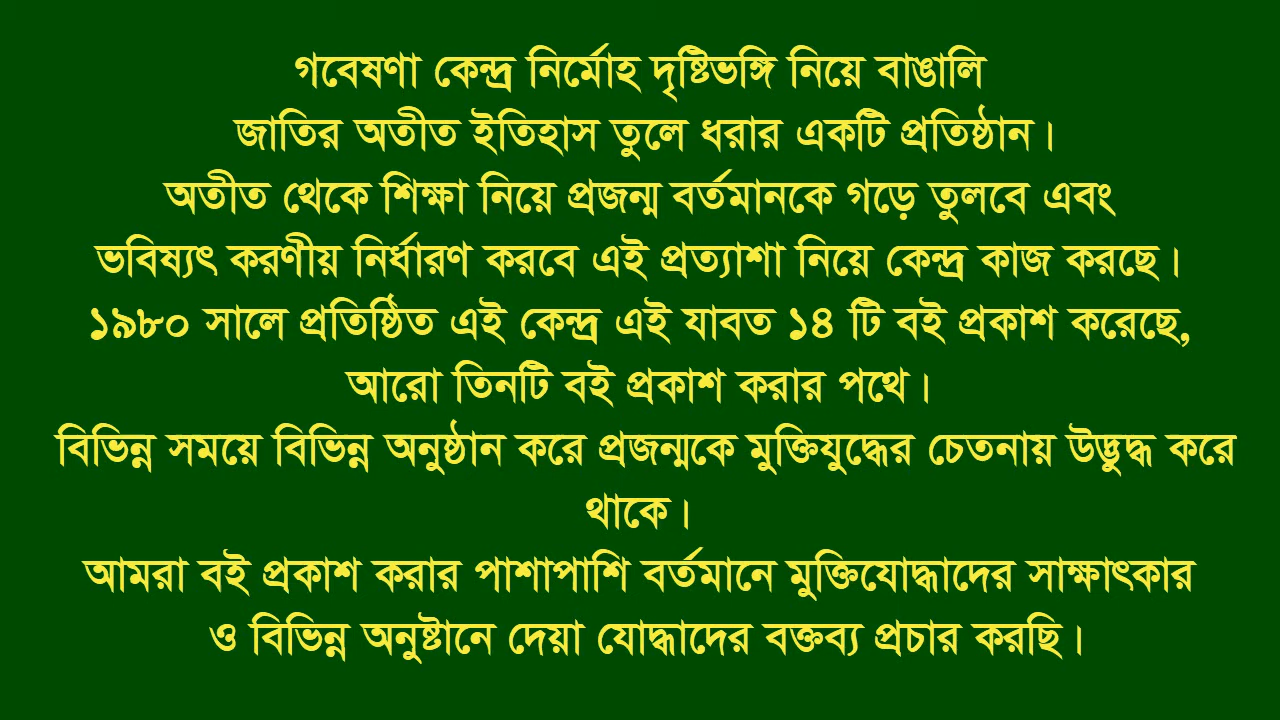 গবেষণা কেন্দ্র নির্মোহ দৃষ্টিভঙ্গি নিয়ে বাঙালি
জাতির অতীত ইতিহাস তুলে ধরার একটি প্রতিষ্ঠান।
অতীত থেকে শিক্ষা নিয়ে প্রজন্ম বর্তমানকে গড়ে তুলবে এবং
ভবিষ্যৎ করণীয় নির্ধারণ করবে এই প্রত্যাশা নিয়ে কেন্দ্র কাজ করছে।
১৯৮০ সালে প্রতিষ্ঠিত এই কেন্দ্র এই যাবত ১৪ টি বই প্রকাশ করেছে,
আরো তিনটি বই প্রকাশ করার পথে।
বিভিন্ন সময়ে বিভিন্ন অনুষ্ঠান করে প্রজন্মকে মুক্তিযুদ্ধের চেতনায় উদ্ভুদ্ধ করে
থাকে।
আমরা বই প্রকাশ করার পাশাপাশি বর্তমানে মুক্তিযোদ্ধাদের সাক্ষাৎকার
ও বিভিন্ন অনুষ্টানে দেয়া যোদ্ধাদের বক্তব্য প্রচার করছি।